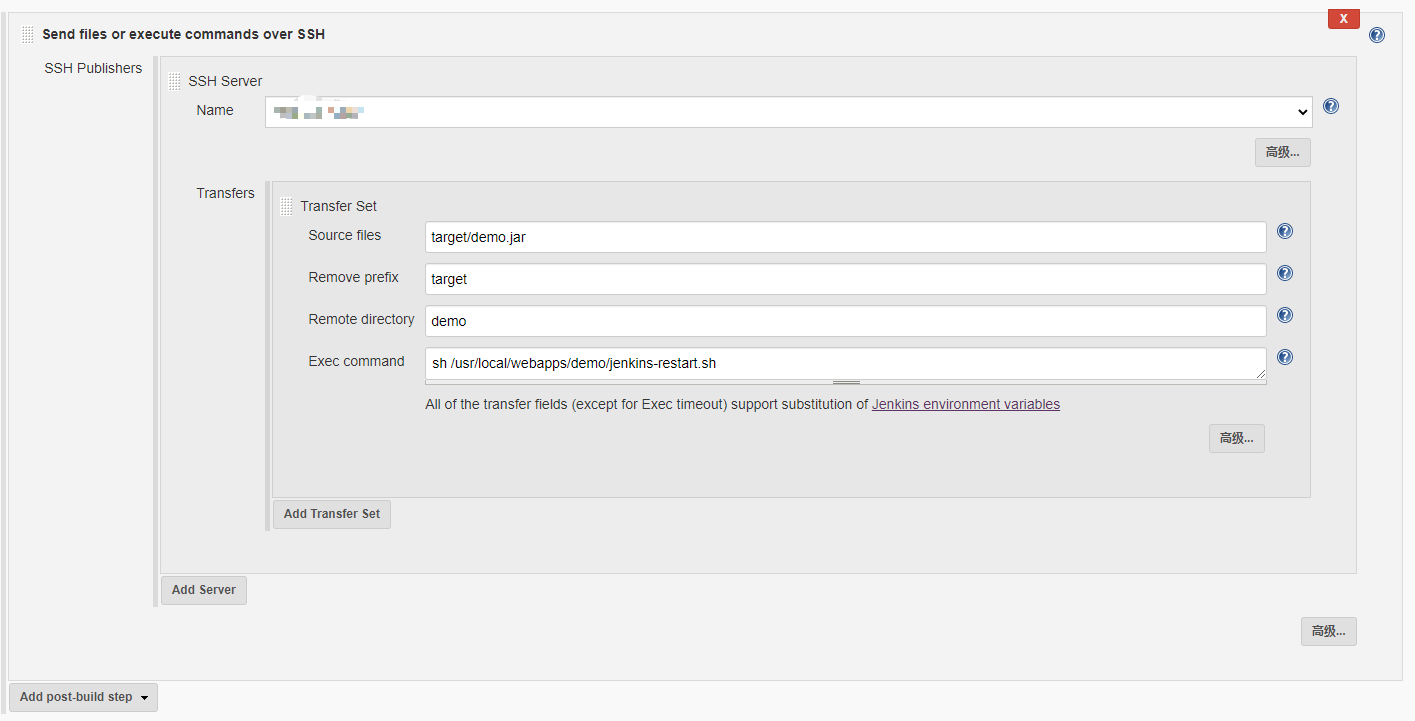 X
Send files or execute commands over SSH
SSH Publishers
SSH Server
Name
高级...
Transfers
Transfer Set
Source files target/demo.jar
Remove prefix target
Remote directory demo
Exec command sh /usr/local/webapps/demo/jenkins-restart.sh
All of the transfer fields (except for Exec timeout) support substitution of Jenkins environment variables
高级...
Add Transfer Set
Add Server
高级...
Add post-build step